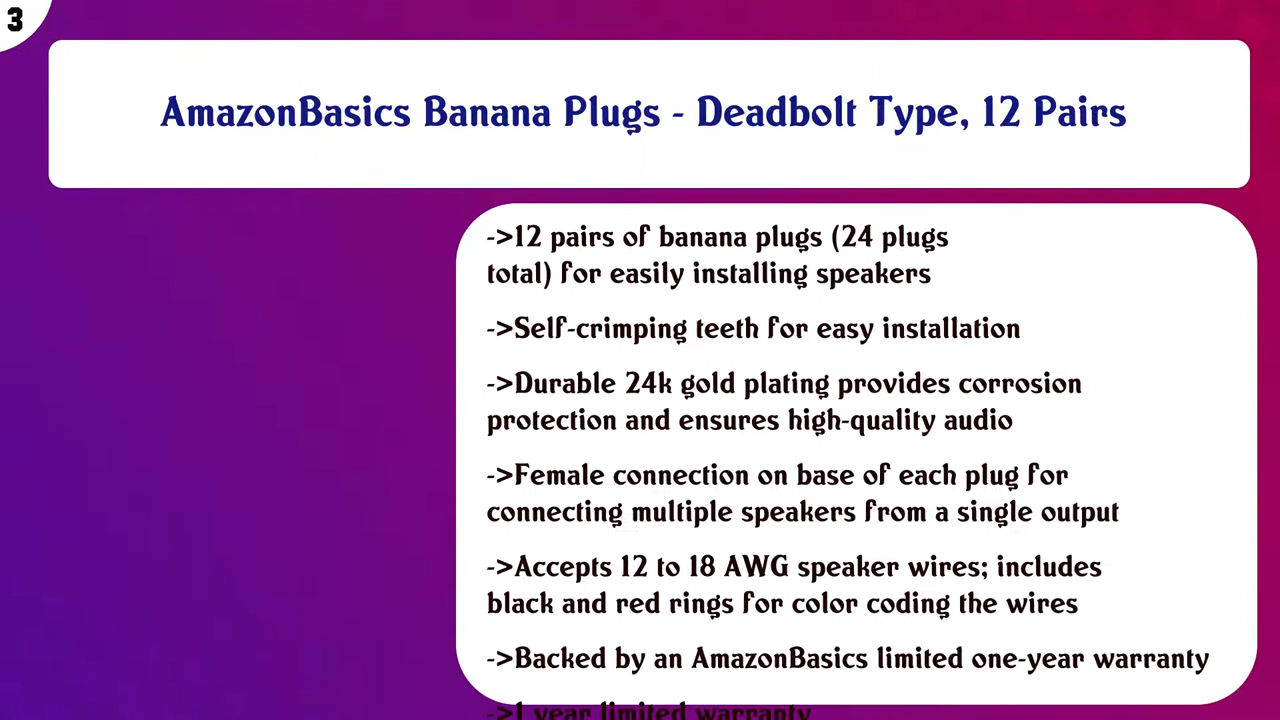 3
AmazonBasics Banana Plugs - Deadbolt Type, 12 Pairs
->12 pairs of banana plugs (24 plugs
total) for easily installing speakers
->Self-crimping teeth for easy installation
->Durable 24k gold plating provides corrosion
protection and ensures high-quality audio
->Female connection on base of each plug for
connecting multiple speakers from a single output
->Accepts 12 to 18 AWG speaker wires; includes
black and red rings for color coding the wires
->Backed by an AmazonBasics limited one-year warranty
->1 year limited warranty